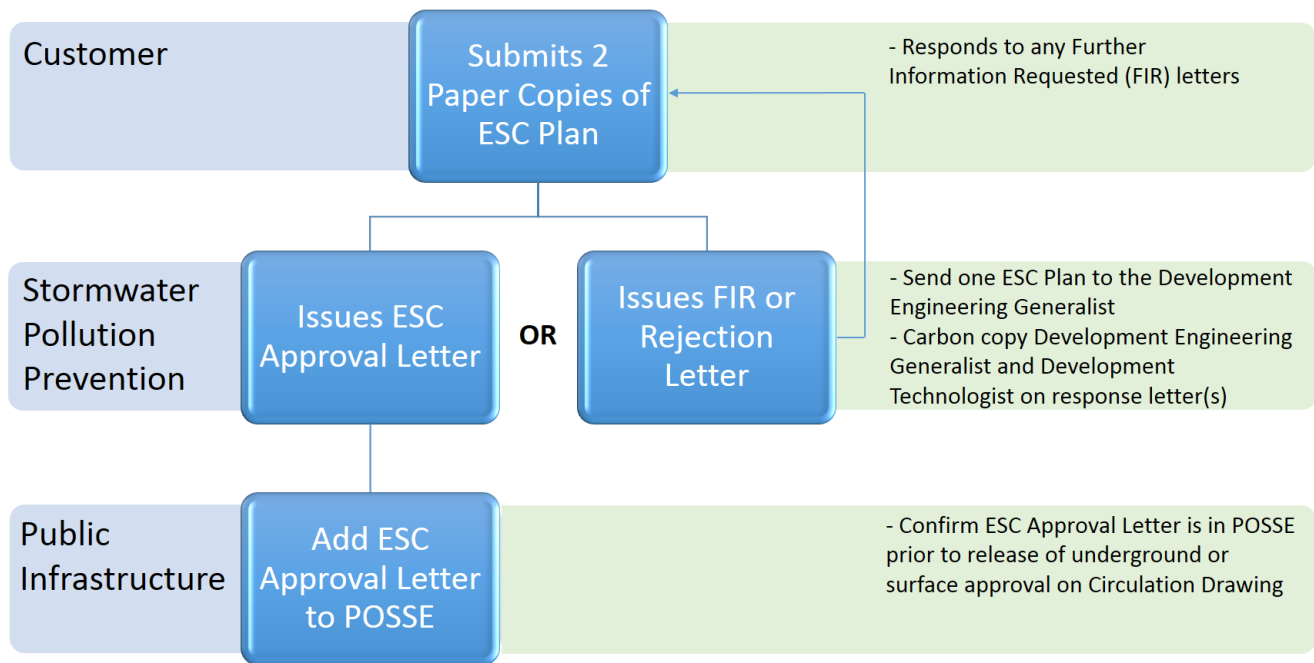 Customer
Submits 2
Paper Copies of
ESC Plan
- Responds to any Further
Information Requested (FIR) letters
Stormwater
Pollution
Prevention
Issues ESC
Approval Letter
OR
Issues FIR or
Rejection
Letter
- Send one ESC Plan to the Development
Engineering Generalist
- Carbon copy Development Engineering
Generalist and Development
Technologist on response letter(s)
Public
Infrastructure
Add ESC
Approval Letter
to POSSE
- Confirm ESC Approval Letter is in POSSE
prior to release of underground or
surface approval on Circulation Drawing